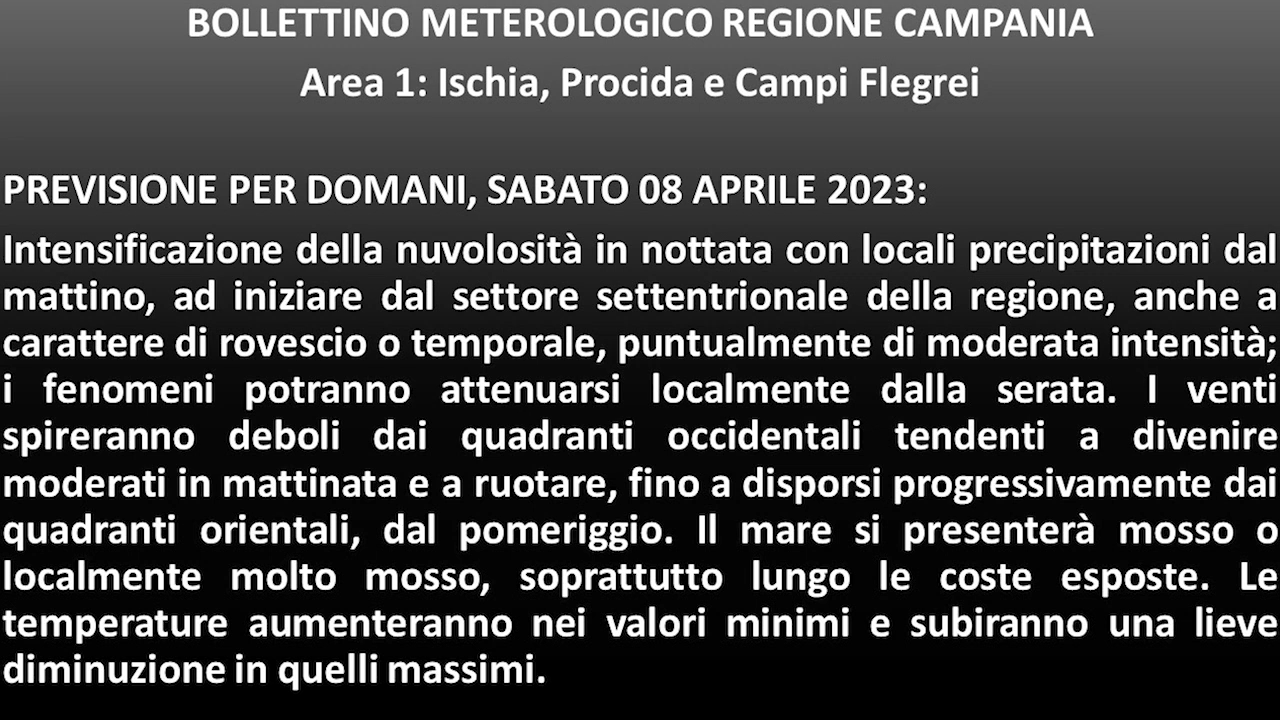 BOLLETTINO METEROLOGICO REGIONE CAMPANIA
Area 1: Ischia, Procida e Campi Flegrei
PREVISIONE PER DOMANI, SABATO 08 APRILE 2023:
Intensificazione della nuvolosità in nottata con locali precipitazioni dal
mattino, ad iniziare dal settore settentrionale della regione, anche a
carattere di rovescio o temporale, puntualmente di moderata intensità;
i fenomeni potranno attenuarsi localmente dalla serata. I venti
spireranno deboli dai quadranti occidentali tendenti a divenire
moderati in mattinata e a ruotare, fino a disporsi progressivamente dai
quadranti orientali, dal pomeriggio. Il mare si presenterà mosso o
localmente molto mosso, soprattutto lungo le coste esposte. Le
temperature aumenteranno nei valori minimi e subiranno una lieve
diminuzione in quelli massimi.